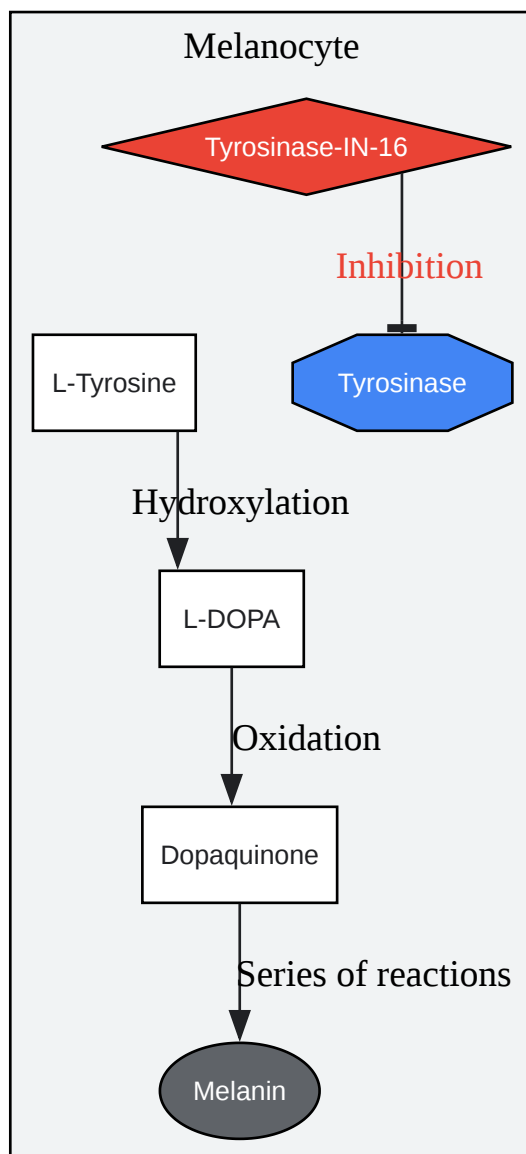 Melanocyte
Tyrosinase-IN-16
Inhibition
L-Tyrosine
Tyrosinase
Hydroxylation
L-DOPA
Oxidation
Dopaquinone
Series of reactions
Melanin